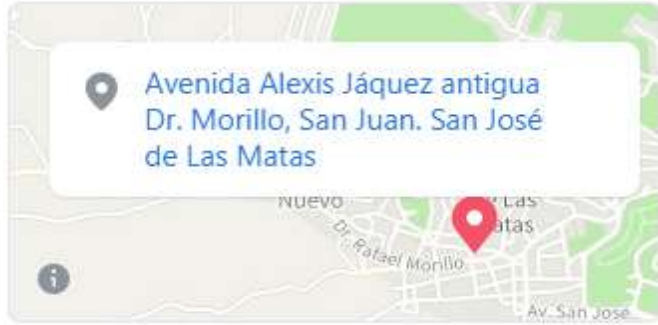 Avenida Alexis Jáquez antigua
Dr. Morillo, San Juan. San José
de Las Matas
Nuevo
Las
atas
Dr. Rafael Morillo
Av. San José